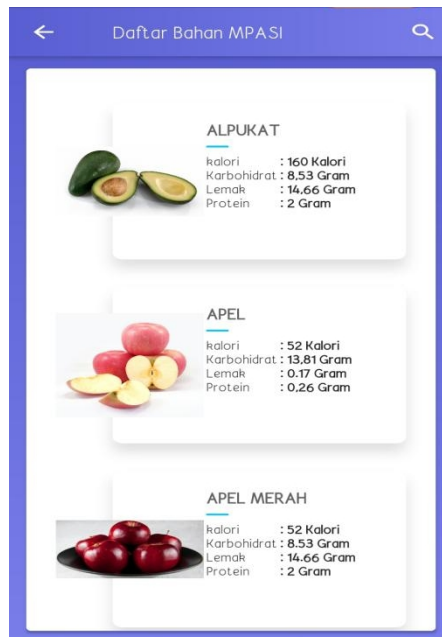 Daftar Bahan MPASI
ALPUKAT
kalori : 160 Kalori
Karbohidrat : 8,53 Gram
Lemak : 14,66 Gram
Protein : 2 Gram
APEL
kalori : 52 Kalori
Karbohidrat : 13,81 Gram
Lemak : 0.17 Gram
Protein : 0,26 Gram
APEL MERAH
kalori : 52 Kalori
Karbohidrat : 8.53 Gram
Lemak : 14.66 Gram
Protein : 2 Gram